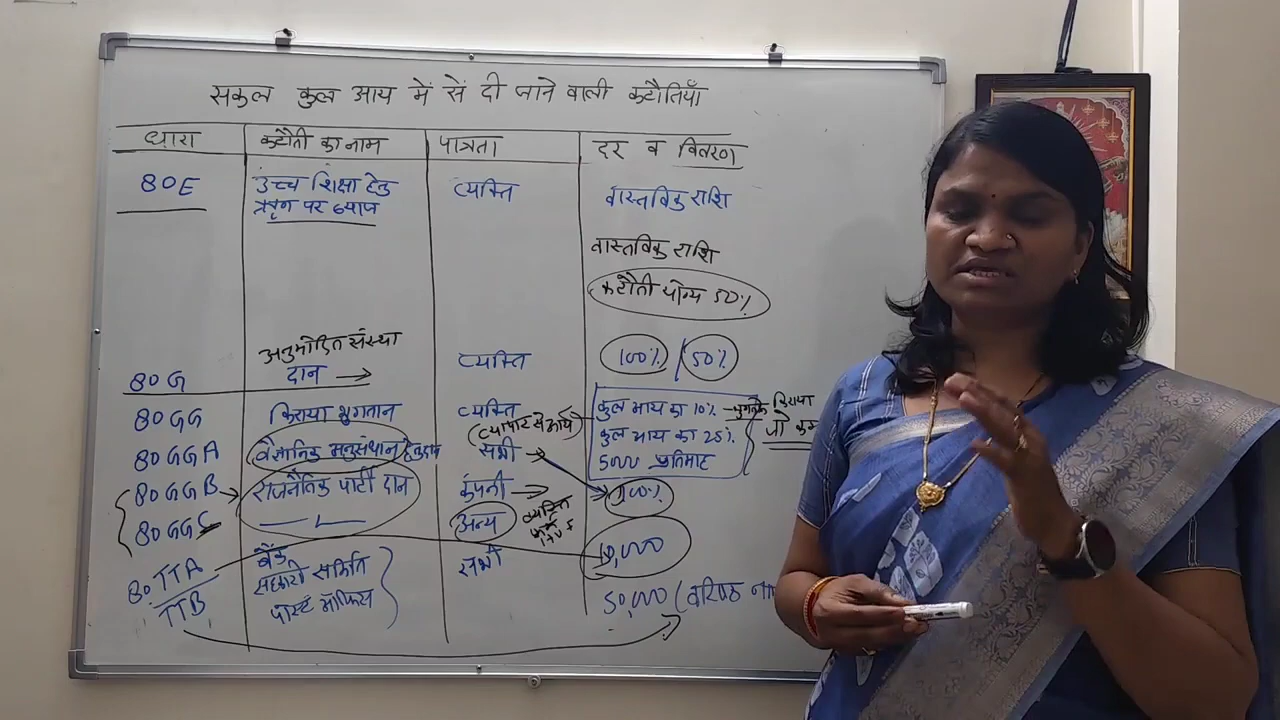 सकल कुल आय में सें दी जाने वाली कटौतियाँ
धारा कटौती का नाम पात्रता दर व विवरण
80E उच्च शिक्षा हेतु व्यक्ति वास्तविक राशि
ऋण पर ब्याज
वास्तविक राशि
कटौती योग्य 50%
अनुमोदित संस्था
80G दान → व्यक्ति 100% / 50%
80GG किराया भुगतान व्यक्ति कुल आय का 10% → किराया
(व्यापार से आय) कुल आय का 25% जो कम
80GGA वैज्ञानिक अनुसंधान हेतु दान सभी 5000 प्रतिमाह
80GGB → राजनैतिक पार्टी दान कंपनी → 100%
80GGC —〃— अन्य व्यक्ति
80TTA बैंक सभी 10,000
TTB सहकारी समिति
पोस्ट ऑफिस 50,000 (वरिष्ठ ना